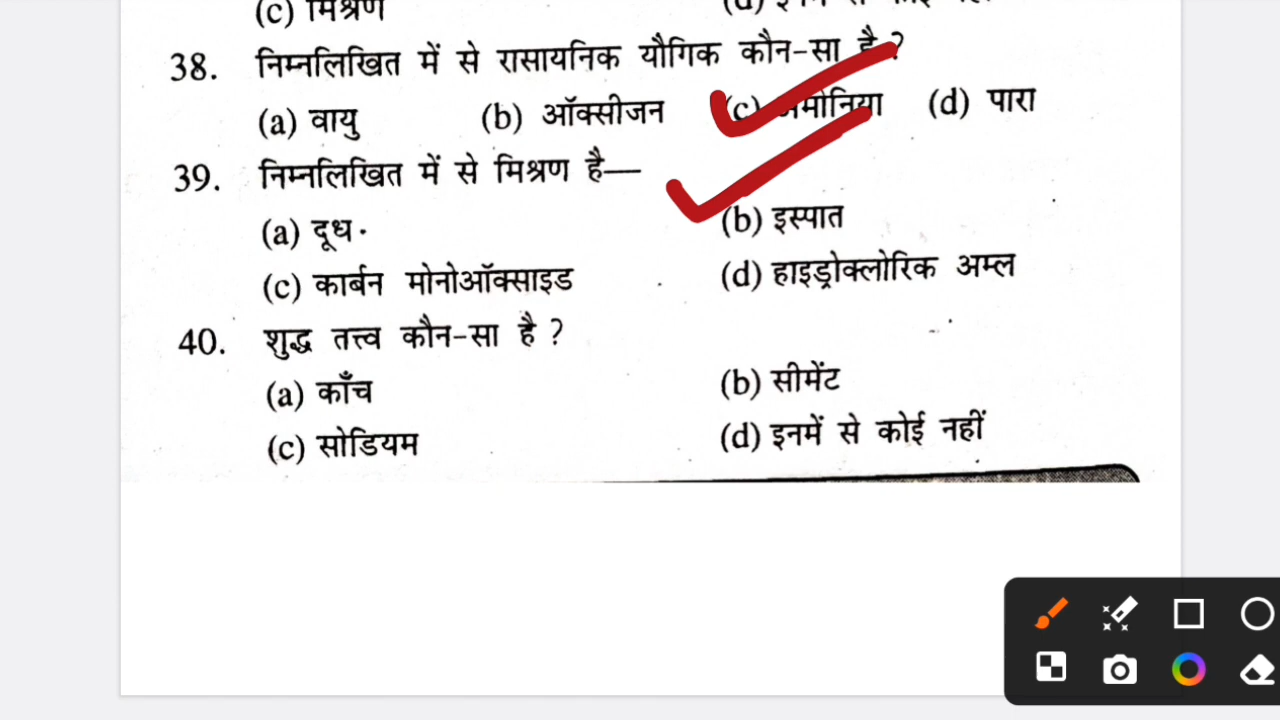 (c) मिश्रण
38. निम्नलिखित में से रासायनिक यौगिक कौन-सा है ?
(a) वायु (b) ऑक्सीजन (c) अमोनिया (d) पारा
39. निम्नलिखित में से मिश्रण है—
(a) दूध (b) इस्पात
(c) कार्बन मोनोऑक्साइड (d) हाइड्रोक्लोरिक अम्ल
40. शुद्ध तत्त्व कौन-सा है ?
(a) काँच (b) सीमेंट
(c) सोडियम (d) इनमें से कोई नहीं